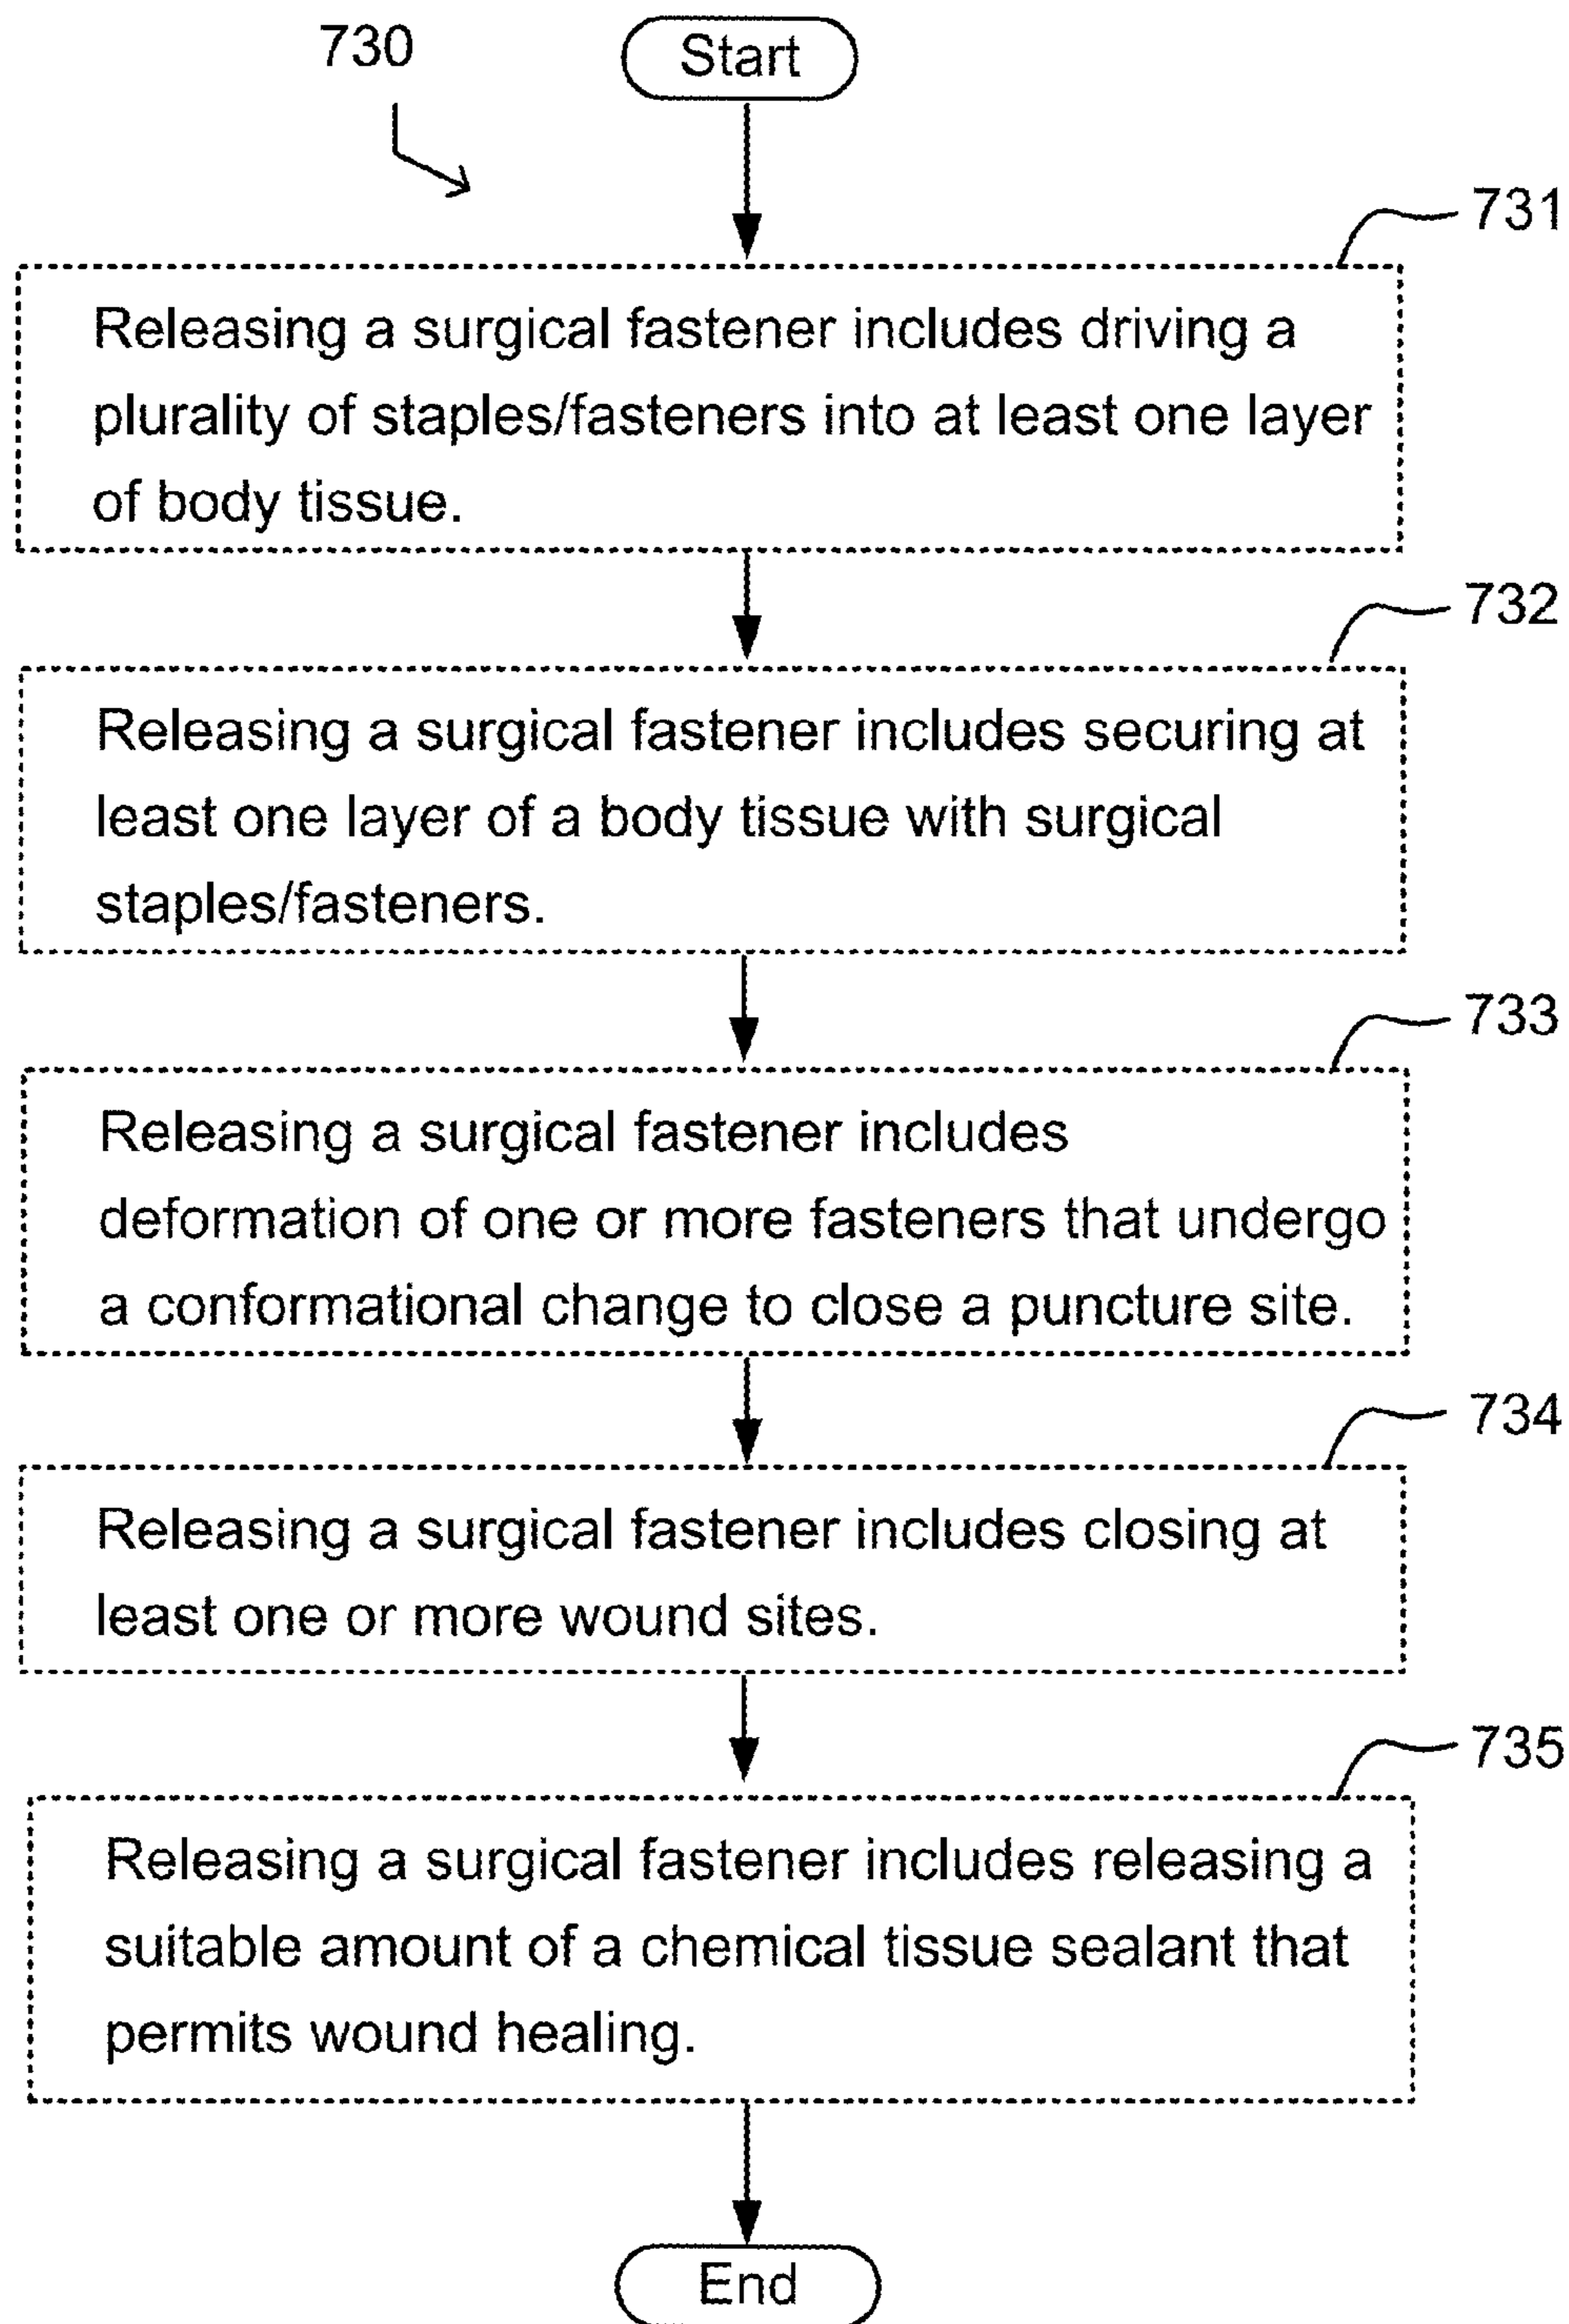 730
Start
731
Releasing a surgical fastener includes driving a
plurality of staples/fasteners into at least one layer
of body tissue.
732
Releasing a surgical fastener includes securing at
least one layer of a body tissue with surgical
staples/fasteners.
733
Releasing a surgical fastener includes
deformation of one or more fasteners that undergo
a conformational change to close a puncture site.
734
Releasing a surgical fastener includes closing at
least one or more wound sites.
735
Releasing a surgical fastener includes releasing a
suitable amount of a chemical tissue sealant that
permits wound healing.
End